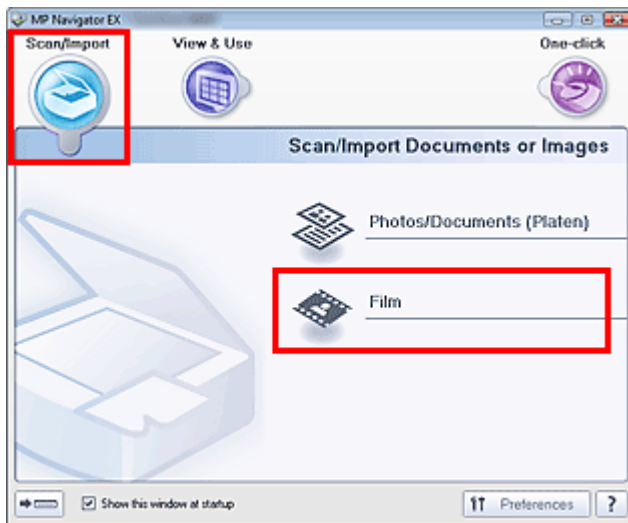 MP Navigator EX
Scan/Import
View & Use
One-click
Scan/Import Documents or Images
Photos/Documents (Platen)
Film
Show this window at startup
Preferences
?